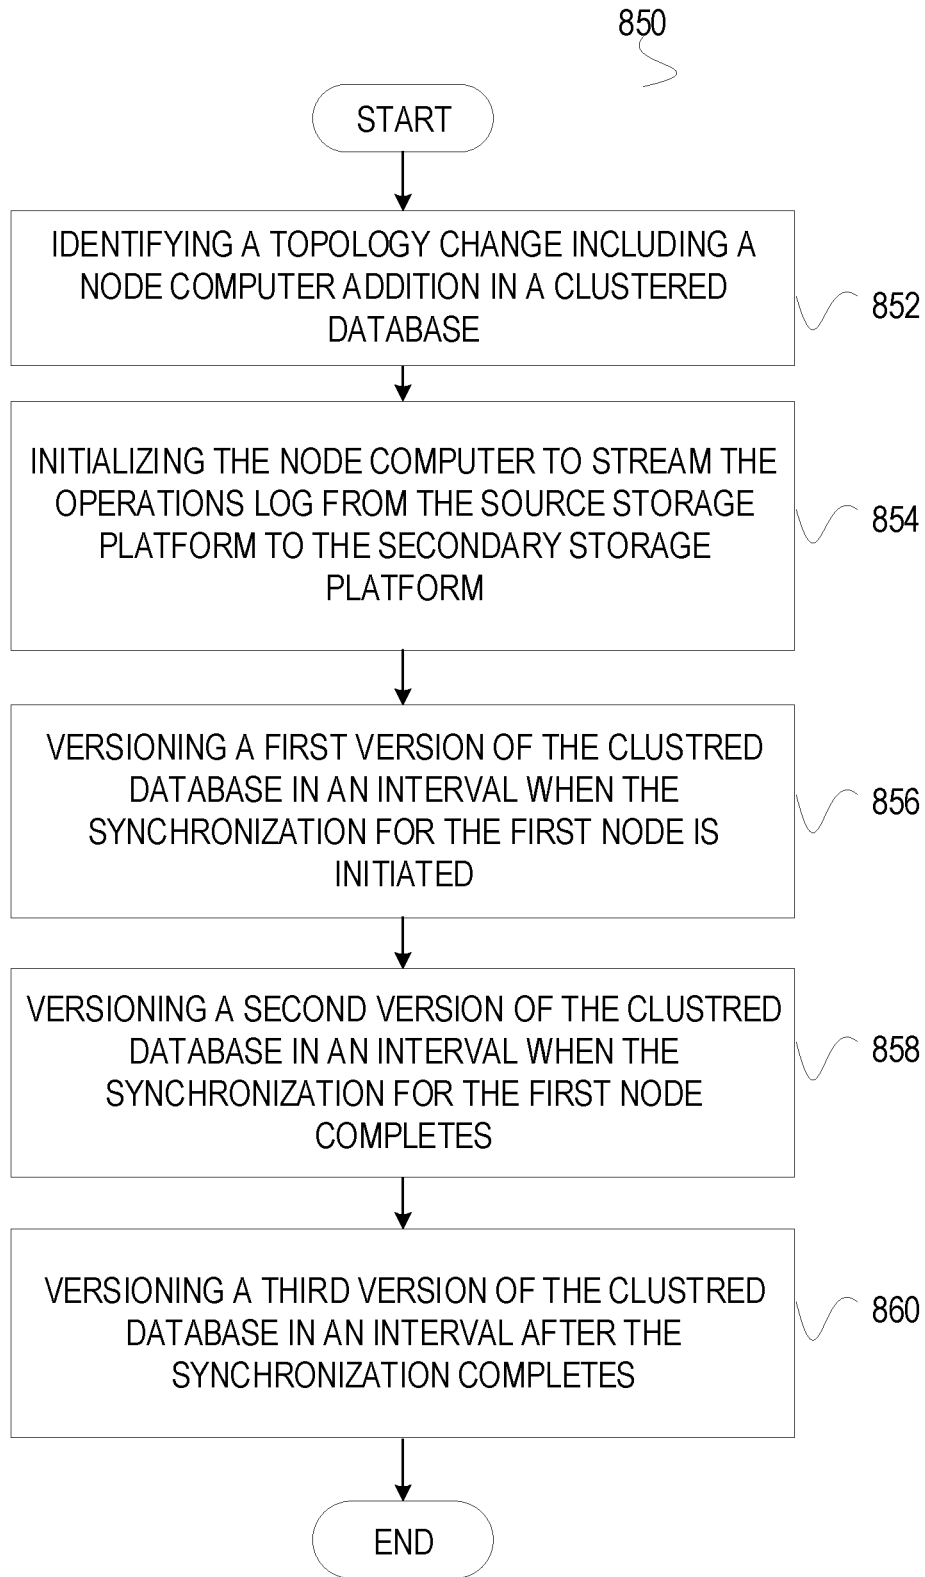 850
START
IDENTIFYING A TOPOLOGY CHANGE INCLUDING A
NODE COMPUTER ADDITION IN A CLUSTERED
DATABASE
852
INITIALIZING THE NODE COMPUTER TO STREAM THE
OPERATIONS LOG FROM THE SOURCE STORAGE
PLATFORM TO THE SECONDARY STORAGE
PLATFORM
854
VERSIONING A FIRST VERSION OF THE CLUSTRED
DATABASE IN AN INTERVAL WHEN THE
SYNCHRONIZATION FOR THE FIRST NODE IS
INITIATED
856
VERSIONING A SECOND VERSION OF THE CLUSTRED
DATABASE IN AN INTERVAL WHEN THE
SYNCHRONIZATION FOR THE FIRST NODE
COMPLETES
858
VERSIONING A THIRD VERSION OF THE CLUSTRED
DATABASE IN AN INTERVAL AFTER THE
SYNCHRONIZATION COMPLETES
860
END